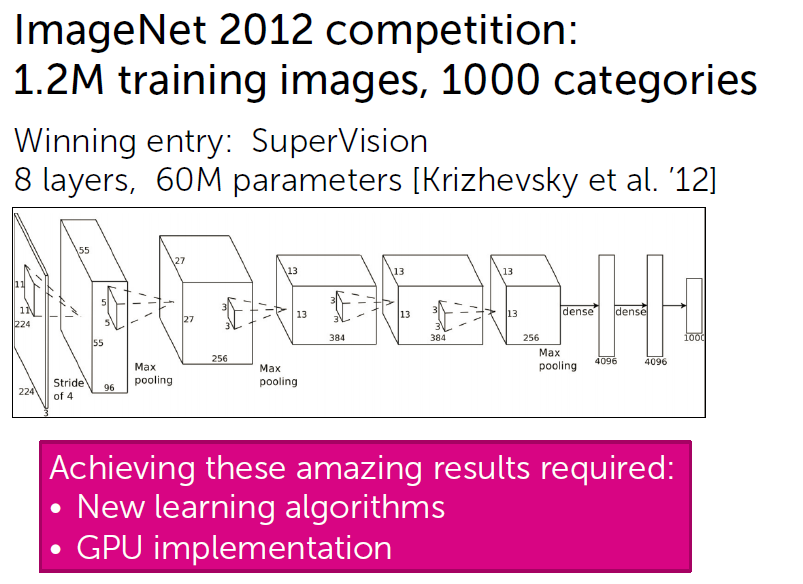 ImageNet 2012 competition:
1.2M training images, 1000 categories
Winning entry:  SuperVision
8 layers,  60M parameters [Krizhevsky et al. '12]
11
11
224
224
3
Stride
of 4
55
55
96
5
5
Max
pooling
27
27
256
3
3
Max
pooling
13
13
384
3
3
13
13
384
3
3
13
13
256
Max
pooling
dense
4096
dense
4096
1000
Achieving these amazing results required:
• New learning algorithms
• GPU implementation